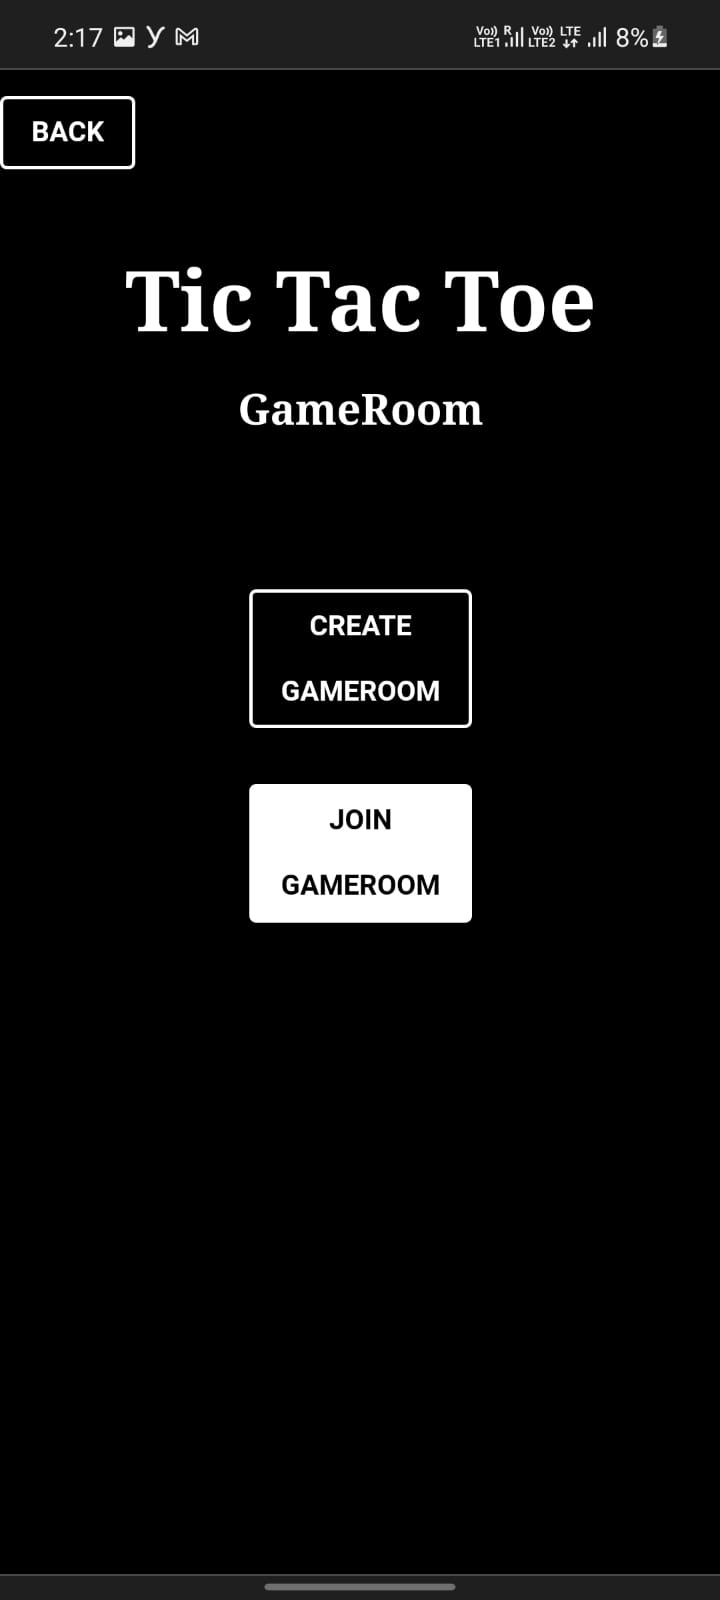 2:17 Vo) R Vo) LTE 8%
LTE1 LTE2
BACK
Tic Tac Toe
GameRoom
CREATE
GAMEROOM
JOIN
GAMEROOM